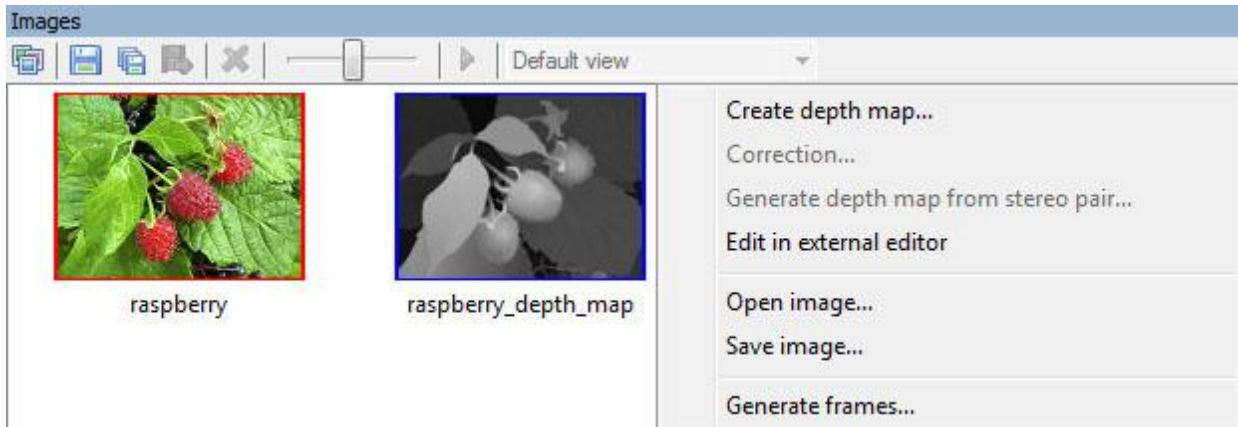 Images
Default view
raspberry
raspberry_depth_map
Create depth map...
Correction...
Generate depth map from stereo pair...
Edit in external editor
Open image...
Save image...
Generate frames...